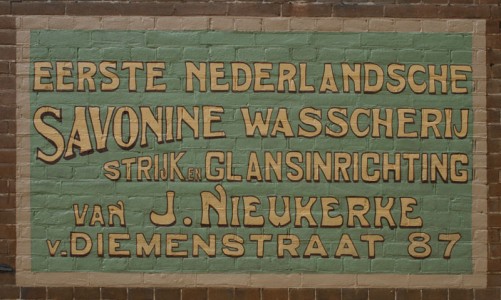 EERSTE NEDERLANDSCHE
SAVONINE WASSCHERIJ
STRIJK EN GLANSINRICHTING
VAN J. NIEUKERKE
v. DIEMENSTRAAT 87